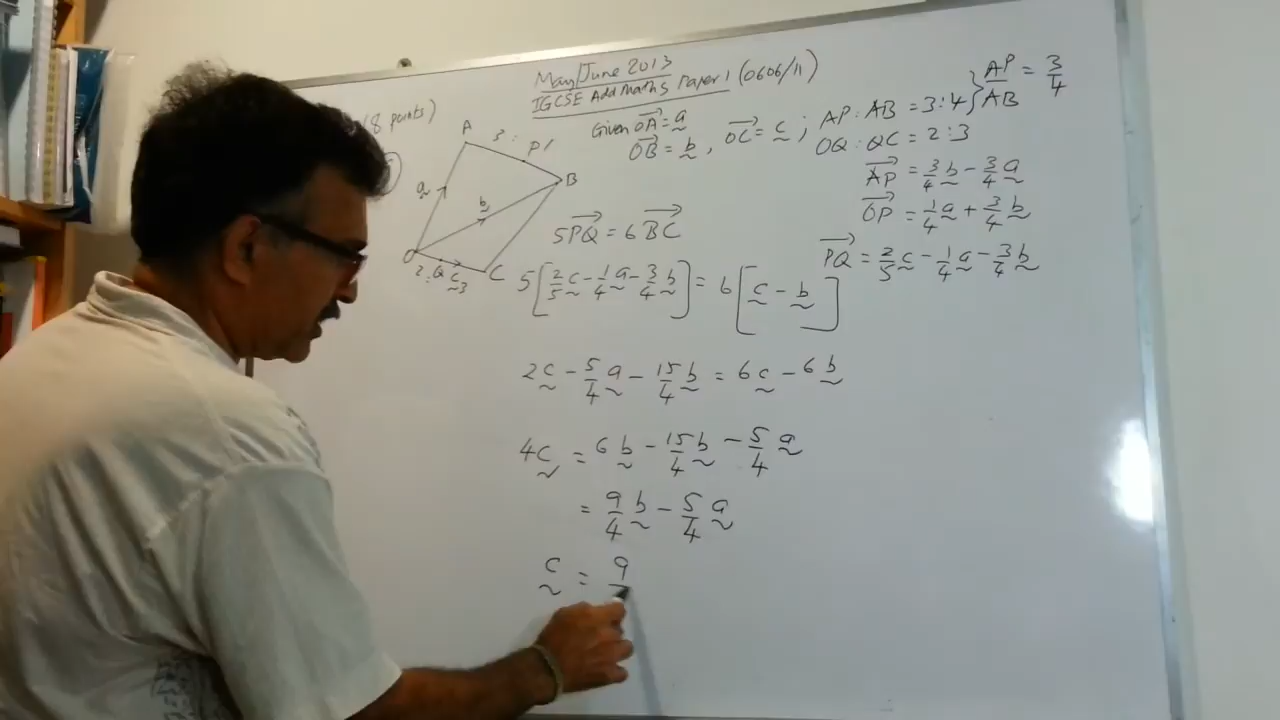 May/June 2013
IGCSE Add Maths Paper 1 (0606/11)
(8 points)
Given OA = a
OB = b, OC = c; AP:AB = 3:4 } AP/AB = 3/4
OQ:QC = 2:3
AP = 3/4 b - 3/4 a
OP = 1/4 a + 3/4 b
PQ = 2/5 c - 1/4 a - 3/4 b
A 3 : P 1 B
a b
O 2 : Q c 3 C
5PQ = 6BC
5[2/5 c - 1/4 a - 3/4 b] = 6[c - b]
2c - 5/4 a - 15/4 b = 6c - 6b
4c = 6b - 15/4 b - 5/4 a
= 9/4 b - 5/4 a
c = 9